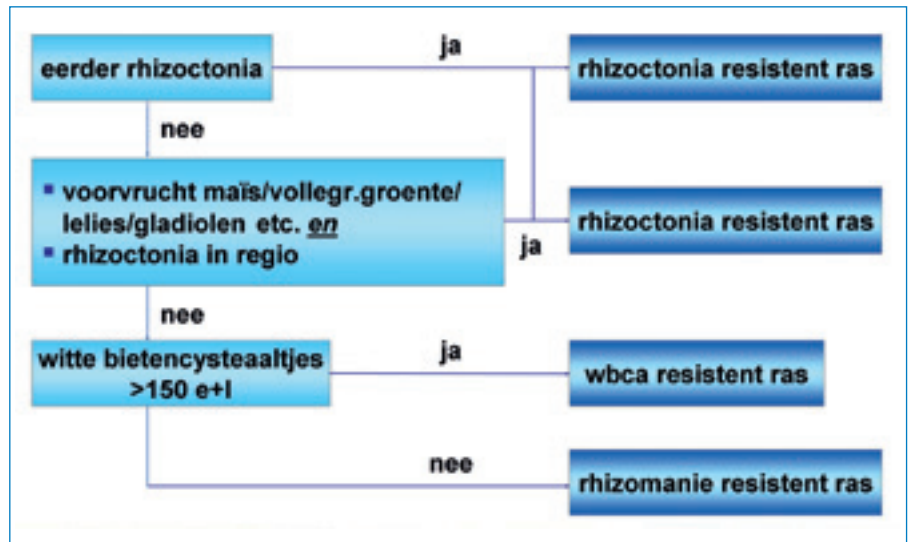 eerder rhizoctonia
ja
rhizoctonia resistent ras
nee
▪ voorvrucht maïs/vollegr.groente/
lelies/gladiolen etc. en
▪ rhizoctonia in regio
ja
rhizoctonia resistent ras
nee
witte bietencysteaaltjes
>150 e+l
ja
wbca resistent ras
nee
rhizomanie resistent ras